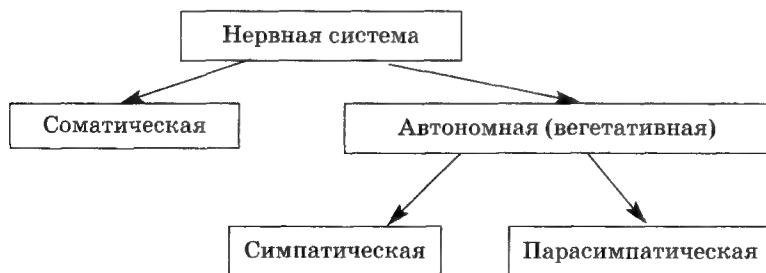 Нервная система
Соматическая
Автономная (вегетативная)
Симпатическая
Парасимпатическая